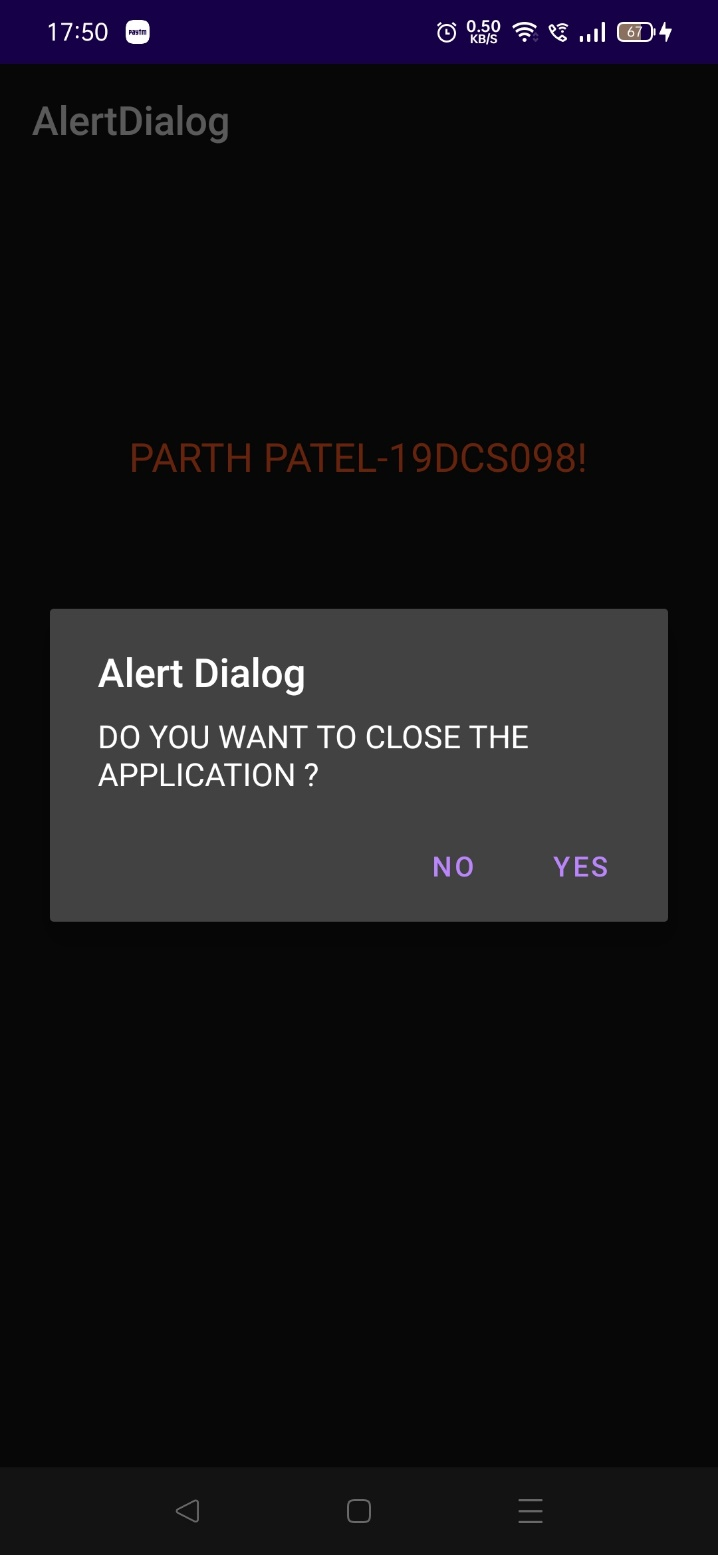 17:50 paytm 0.50 KB/S 67
AlertDialog
PARTH PATEL-19DCS098!
Alert Dialog
DO YOU WANT TO CLOSE THE
APPLICATION ?
NO YES